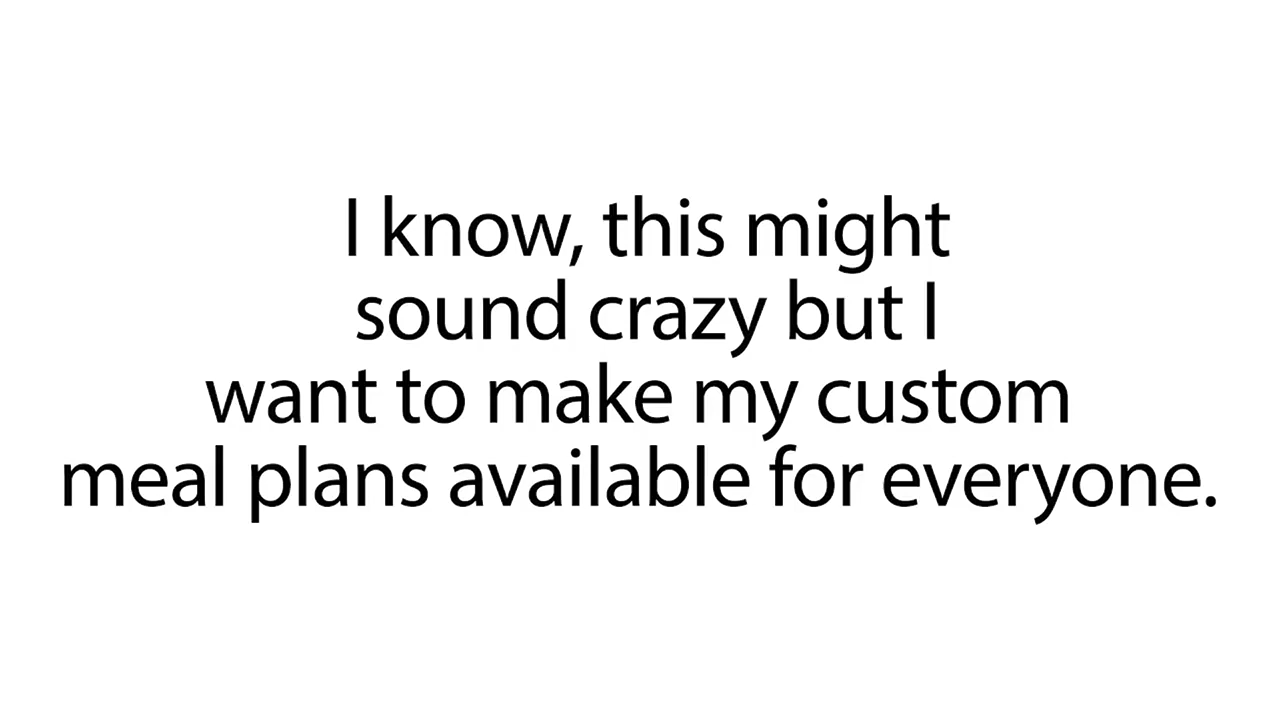 I know, this might
sound crazy but I
want to make my custom
meal plans available for everyone.